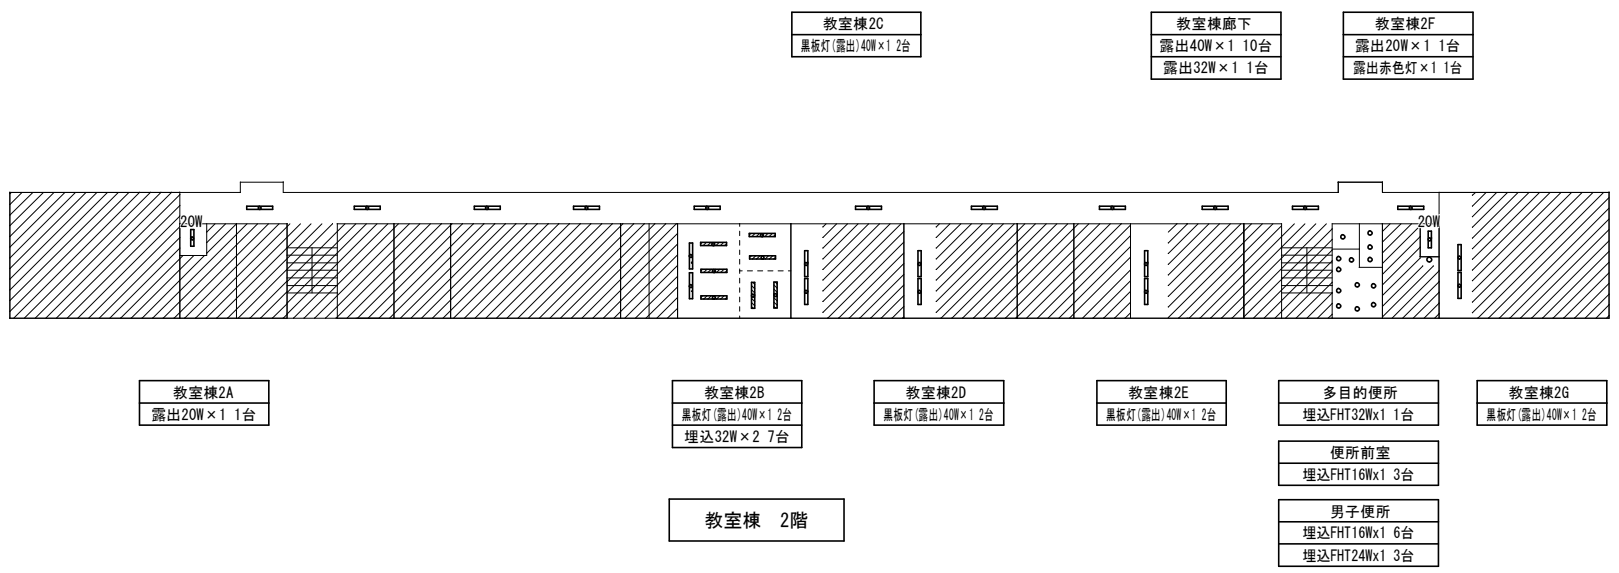 教室棟2C
黒板灯(露出)40W×1 2台
教室棟廊下
露出40W×1 10台
露出32W×1 1台
教室棟2F
露出20W×1 1台
露出赤色灯×1 1台
20W
20W
教室棟2A
露出20W×1 1台
教室棟2B
黒板灯(露出)40W×1 2台
埋込32W×2 7台
教室棟2D
黒板灯(露出)40W×1 2台
教室棟2E
黒板灯(露出)40W×1 2台
多目的便所
埋込FHT32Wx1 1台
便所前室
埋込FHT16Wx1 3台
男子便所
埋込FHT16Wx1 6台
埋込FHT24Wx1 3台
教室棟2G
黒板灯(露出)40W×1 2台
教室棟 2階